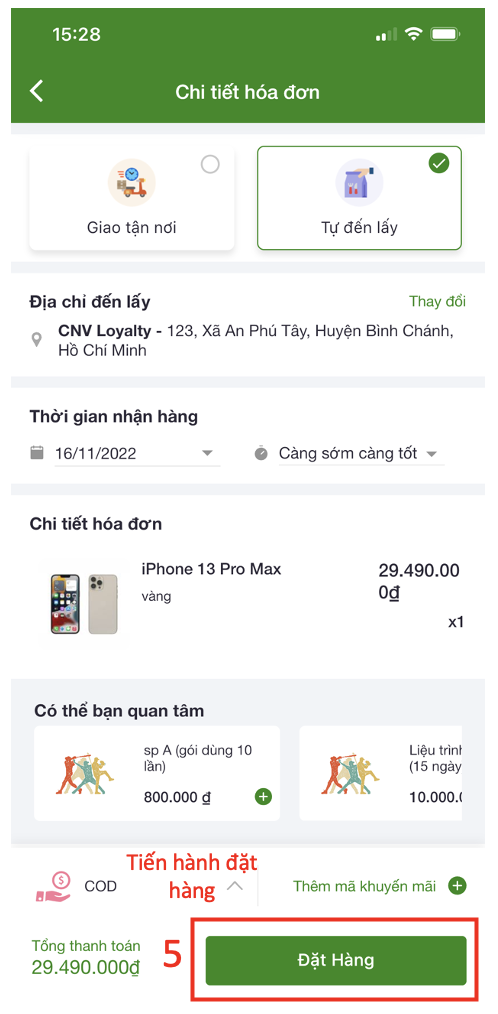 15:28
Chi tiết hóa đơn
Giao tận nơi
Tự đến lấy
Địa chỉ đến lấy
Thay đổi
CNV Loyalty - 123, Xã An Phú Tây, Huyện Bình Chánh,
Hồ Chí Minh
Thời gian nhận hàng
16/11/2022
Càng sớm càng tốt
Chi tiết hóa đơn
iPhone 13 Pro Max
29.490.00
0₫
vàng
x1
Có thể bạn quan tâm
sp A (gói dùng 10
lần)
800.000 ₫
Liệu trình
(15 ngày
10.000.0
Tiến hành đặt
hàng
COD
Thêm mã khuyến mãi
Tổng thanh toán
29.490.000₫
5
Đặt Hàng